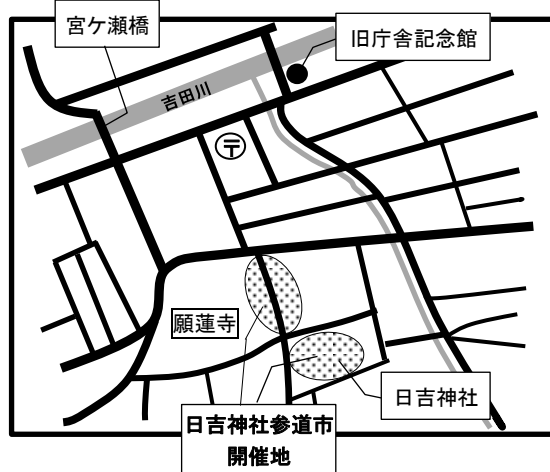 宮ケ瀬橋
旧庁舎記念館
吉田川
〒
願蓮寺
日吉神社
日吉神社参道市
開催地